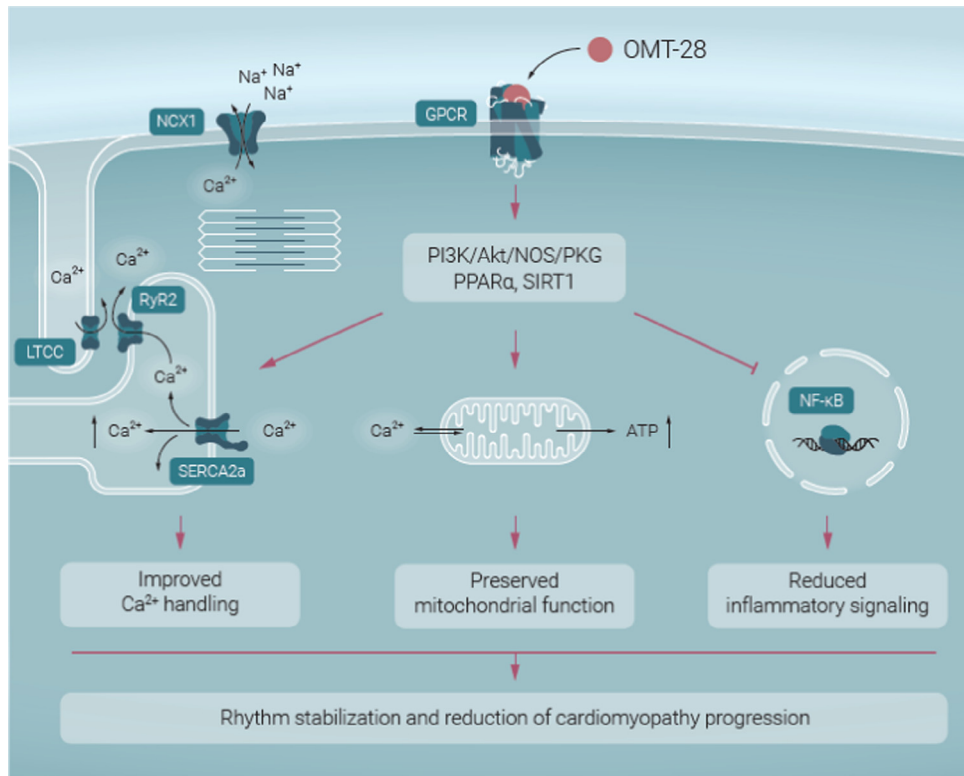 OMT-28
Na⁺ Na⁺
Na⁺
NCX1
GPCR
Ca²⁺
PI3K/Akt/NOS/PKG
PPARα, SIRT1
Ca²⁺
Ca²⁺
RyR2
LTCC
Ca²⁺
NF-κB
Ca²⁺
Ca²⁺
Ca²⁺
ATP
SERCA2a
Improved
Ca²⁺ handling
Preserved
mitochondrial function
Reduced
inflammatory signaling
Rhythm stabilization and reduction of cardiomyopathy progression